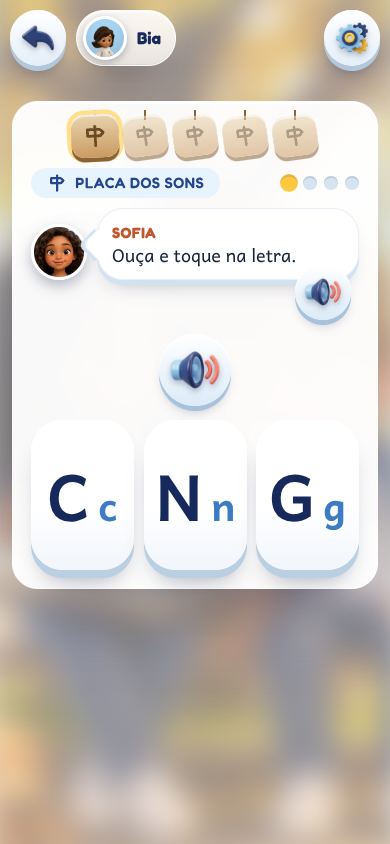 Bia
PLACA DOS SONS
SOFIA
Ouça e toque na letra.
C c
N n
G g